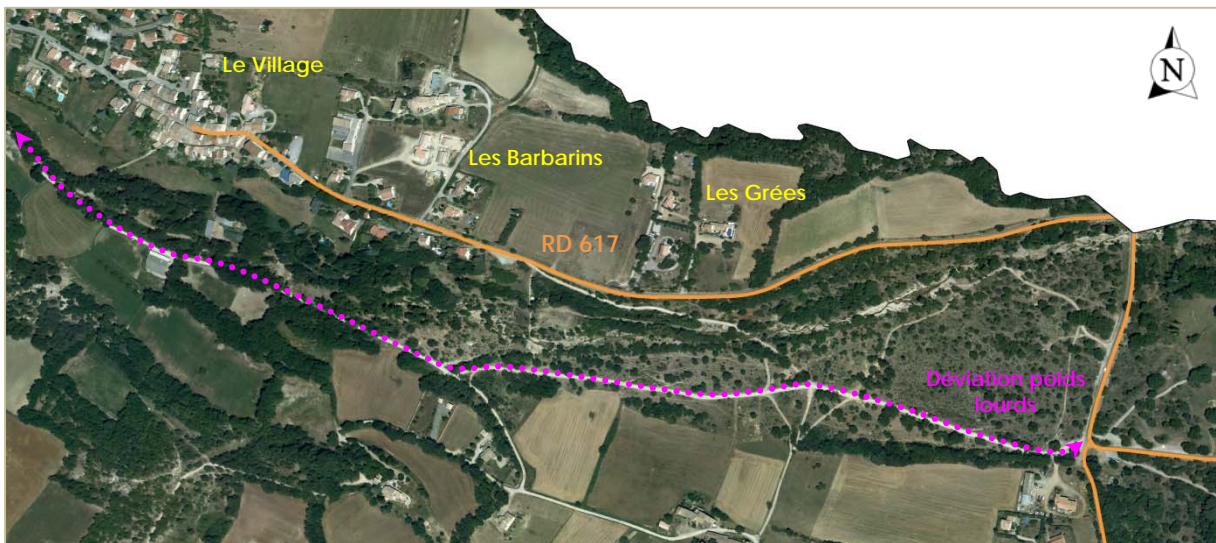 Le Village
N
Les Barbarins
Les Grées
RD 617
Déviation poids
lourds